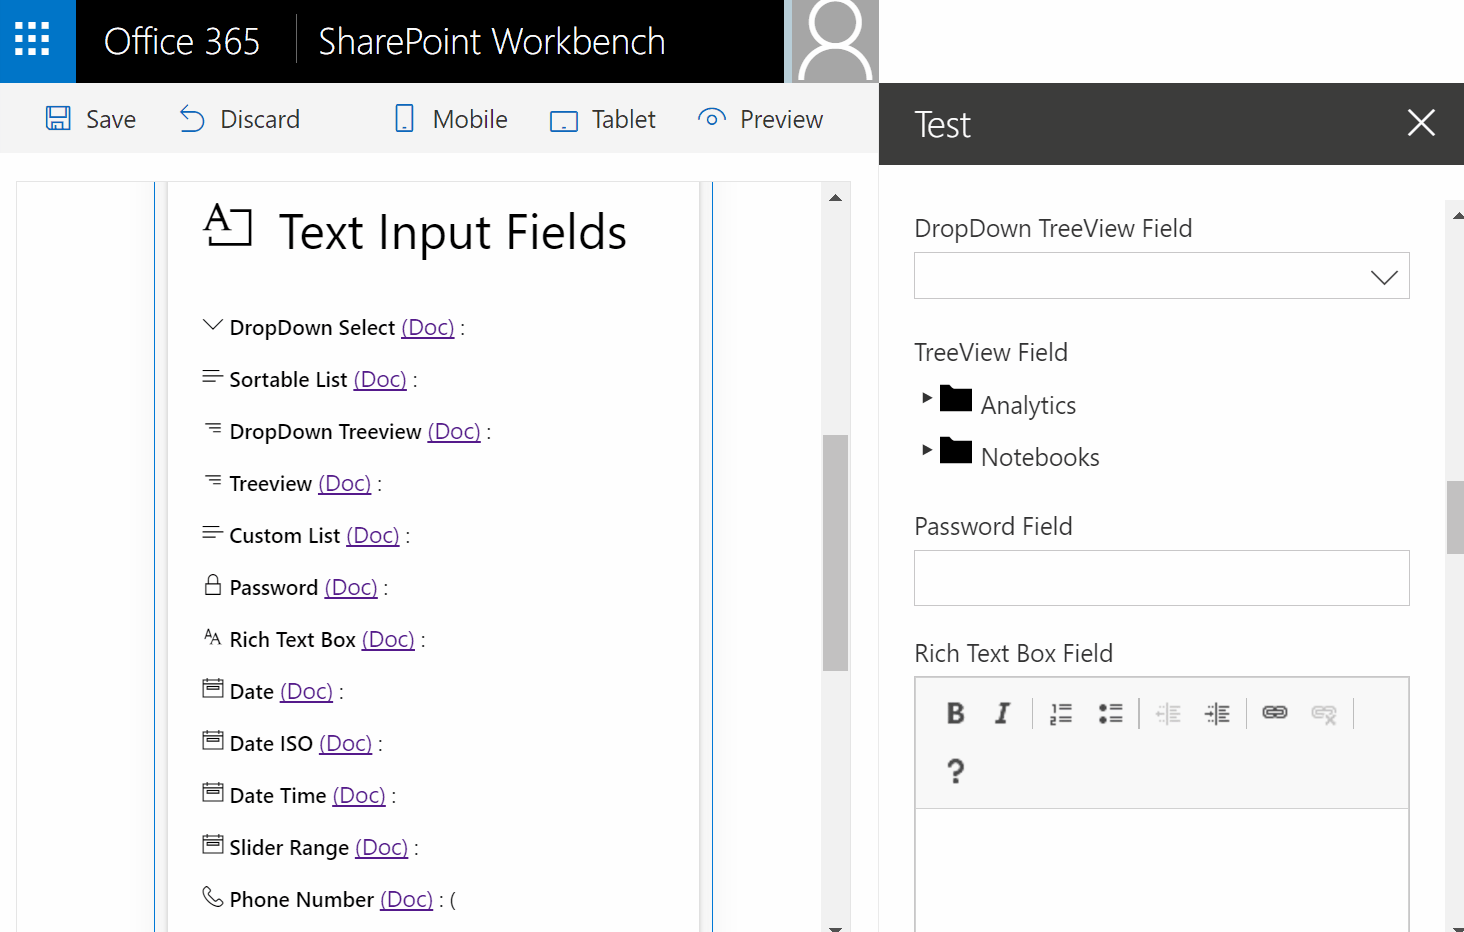 Office 365 SharePoint Workbench
Save Discard Mobile Tablet Preview
Text Input Fields
DropDown Select (Doc) :
Sortable List (Doc) :
DropDown Treeview (Doc) :
Treeview (Doc) :
Custom List (Doc) :
Password (Doc) :
Rich Text Box (Doc) :
Date (Doc) :
Date ISO (Doc) :
Date Time (Doc) :
Slider Range (Doc) :
Phone Number (Doc) : (
Test
DropDown TreeView Field
TreeView Field
Analytics
Notebooks
Password Field
Rich Text Box Field
B I
?